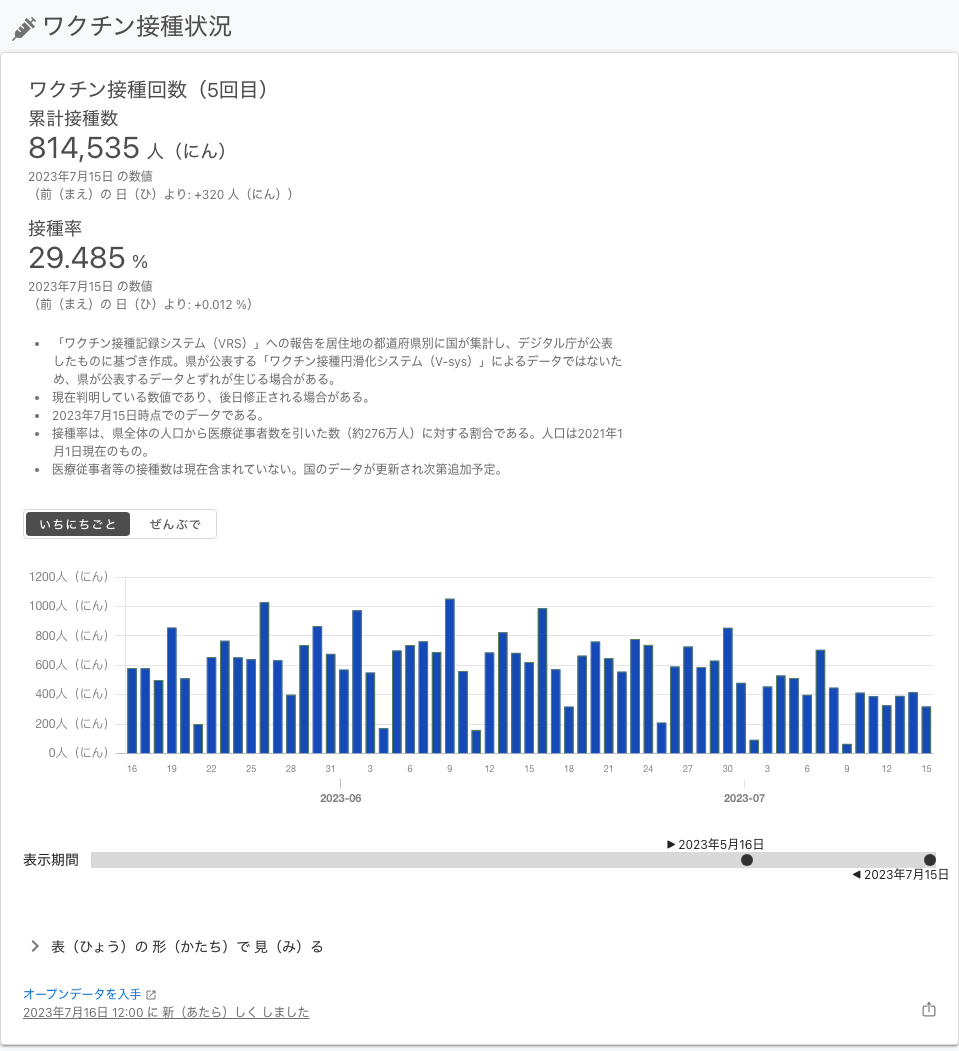 ワクチン接種状況
ワクチン接種回数（5回目）
累計接種数
814,535 人（にん）
2023年7月15日 の数値
（前（まえ）の 日（ひ）より: +320 人（にん））
接種率
29.485 %
2023年7月15日 の数値
（前（まえ）の 日（ひ）より: +0.012 %）
• 「ワクチン接種記録システム（VRS）」への報告を居住地の都道府県別に国が集計し、デジタル庁が公表
したものに基づき作成。県が公表する「ワクチン接種円滑化システム（V-sys）」によるデータではないた
め、県が公表するデータとずれが生じる場合がある。
• 現在判明している数値であり、後日修正される場合がある。
• 2023年7月15日時点でのデータである。
• 接種率は、県全体の人口から医療従事者数を引いた数（約276万人）に対する割合である。人口は2021年1
月1日現在のもの。
• 医療従事者等の接種数は現在含まれていない。国のデータが更新され次第追加予定。
いちにちごと ぜんぶで
1200人（にん）
1000人（にん）
800人（にん）
600人（にん）
400人（にん）
200人（にん）
0人（にん）
16 19 22 25 28 31 3 6 9 12 15 18 21 24 27 30 3 6 9 12 15
2023-06 2023-07
▶ 2023年5月16日
表示期間
◀ 2023年7月15日
表（ひょう）の 形（かたち）で 見（み）る
オープンデータを入手
2023年7月16日 12:00 に 新（あたら）しく しました